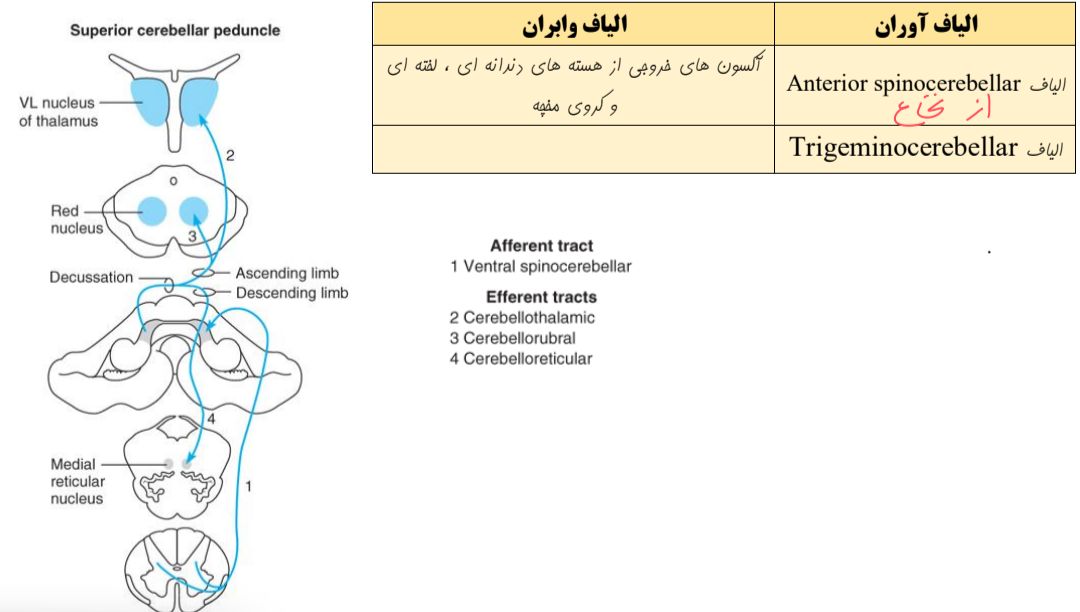 Superior cerebellar peduncle
VL nucleus
of thalamus
2
Red
nucleus
3
Decussation
Ascending limb
Descending limb
4
Medial
reticular
nucleus
1
الیاف آوران
الیاف وابران
الیاف Anterior spinocerebellar
از نخاع
آکسون های خروجی از هسته های دندانه ای ، لخته ای
و کروی مخچه
الیاف Trigeminocerebellar
Afferent tract
1 Ventral spinocerebellar
Efferent tracts
2 Cerebellothalamic
3 Cerebellorubral
4 Cerebelloreticular